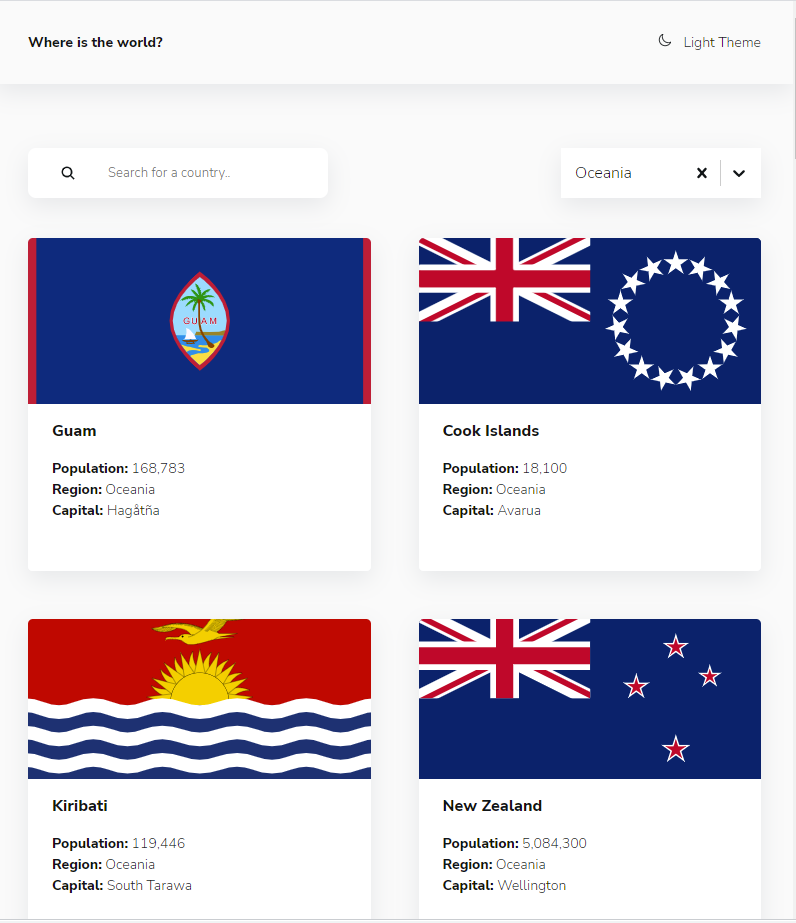 Where is the world?
Light Theme
Search for a country..
Oceania
GUAM
Guam
Population: 168,783
Region: Oceania
Capital: Hagåtña
Cook Islands
Population: 18,100
Region: Oceania
Capital: Avarua
Kiribati
Population: 119,446
Region: Oceania
Capital: South Tarawa
New Zealand
Population: 5,084,300
Region: Oceania
Capital: Wellington